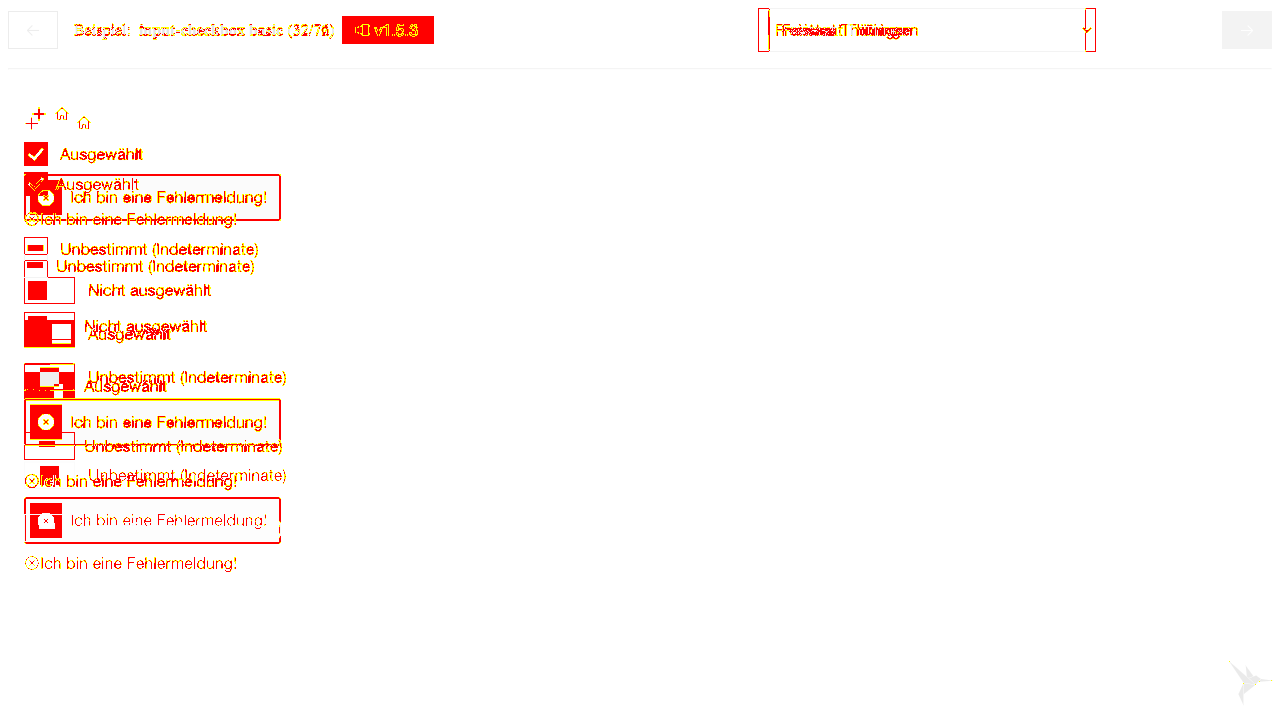 Beispiel: input-checkbox basic
v1.5.3
Ausgewählt
Ausgewählt
Ich bin eine Fehlermeldung!
Ich bin eine Fehlermeldung!
Unbestimmt (Indeterminate)
Unbestimmt (Indeterminate)
Nicht ausgewählt
Nicht ausgewählt
Ausgewählt
Unbestimmt (Indeterminate)
Ausgewählt
Ich bin eine Fehlermeldung!
Unbestimmt (Indeterminate)
Unbestimmt (Indeterminate)
Ich bin eine Fehlermeldung!
Ich bin eine Fehlermeldung!
Ich bin eine Fehlermeldung!